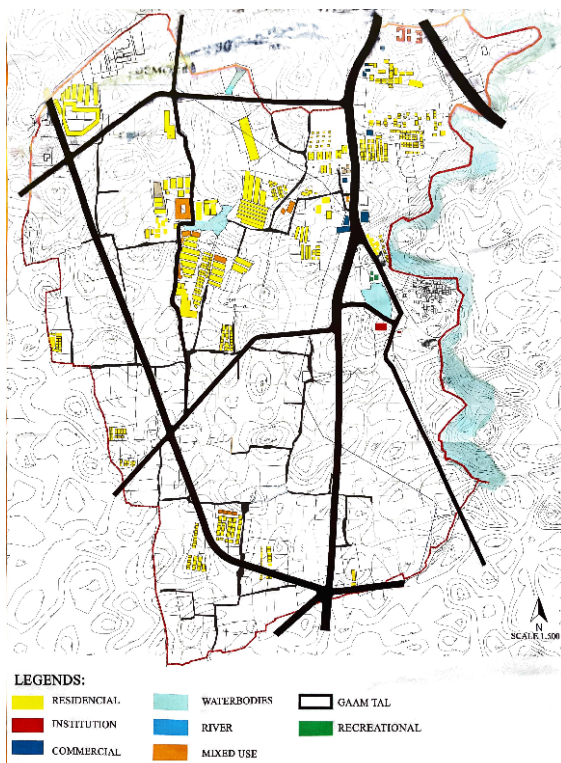 N
SCALE 1:500
LEGENDS:
RESIDENCIAL
WATERBODIES
GAAM TAL
INSTITUTION
RIVER
RECREATIONAL
COMMERCIAL
MIXED USE